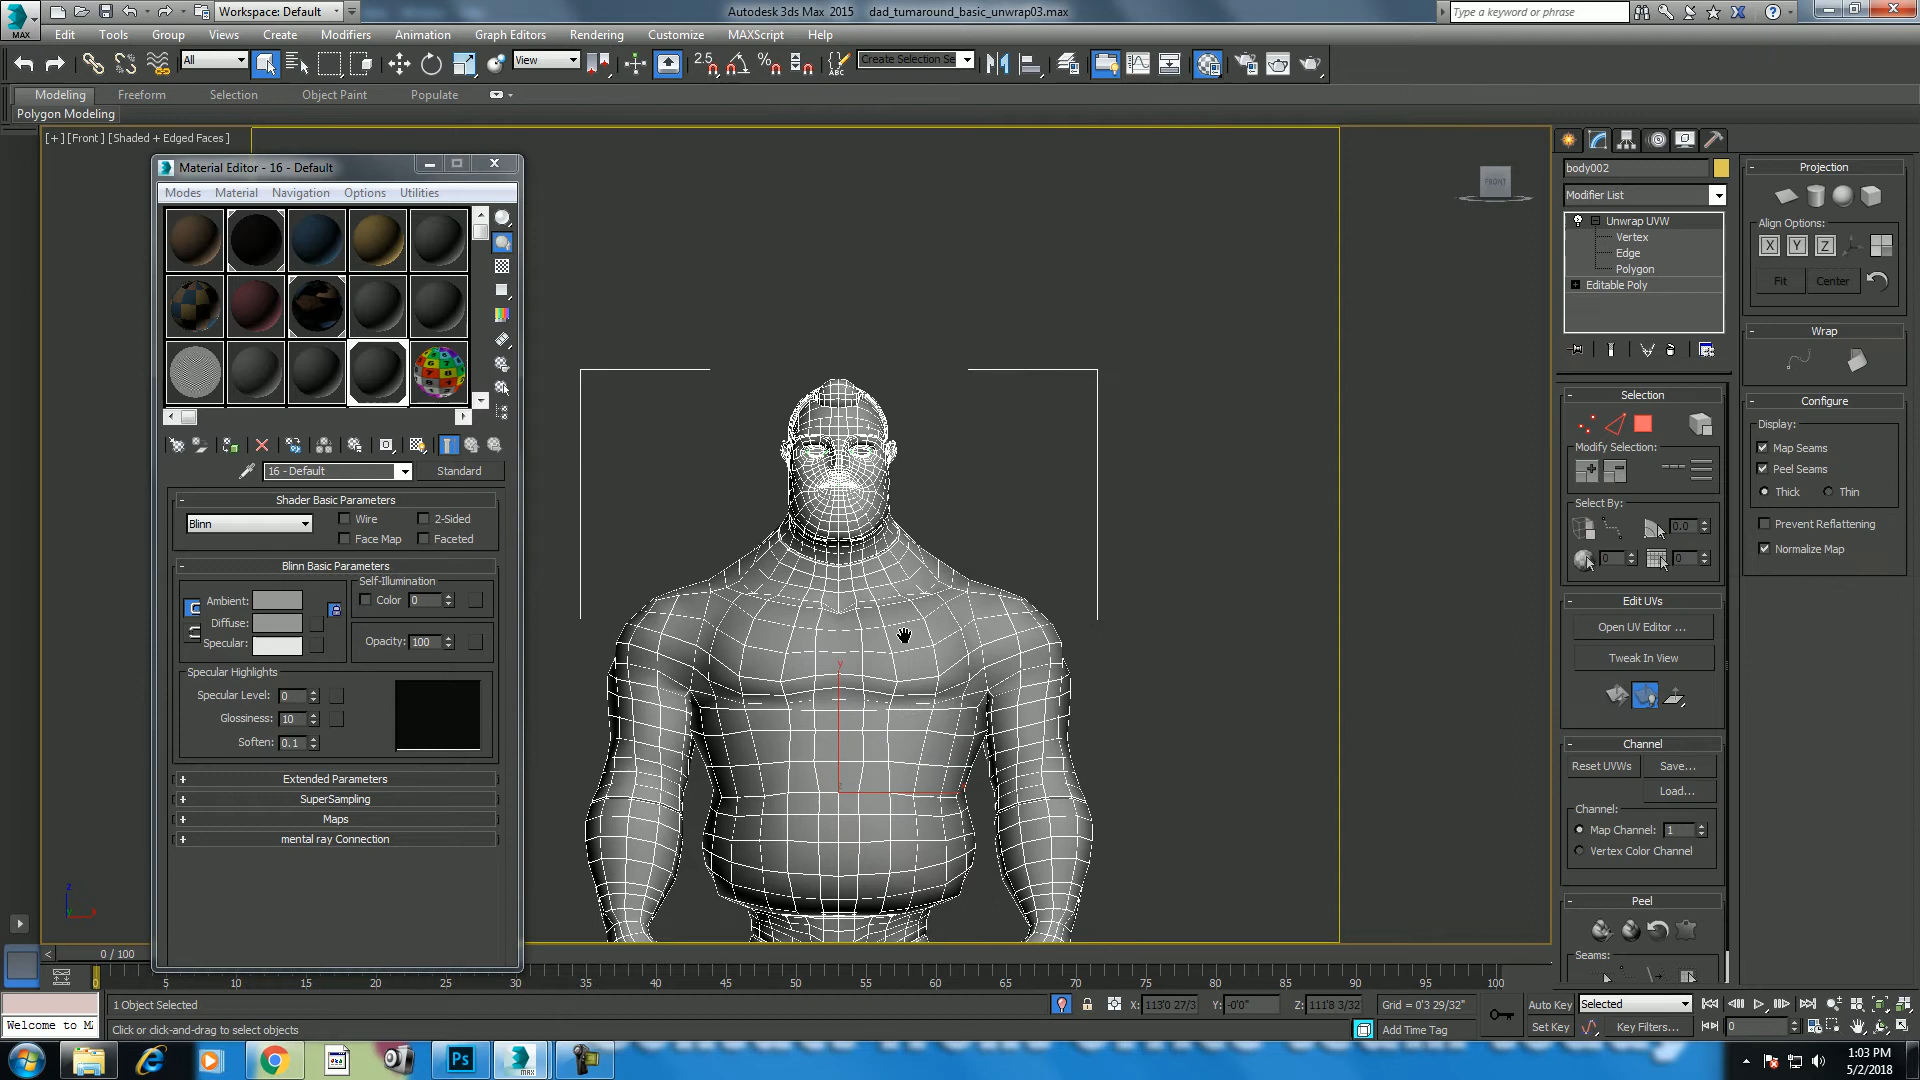 Workspace: Default
Autodesk 3ds Max 2015    dad_turnaround_basic_unwrap03.max
Type a keyword or phrase
MAX
Edit Tools Group Views Create Modifiers Animation Graph Editors Rendering Customize MAXScript Help
All
View
2.5
Create Selection Se
Modeling Freeform Selection Object Paint Populate
Polygon Modeling
[+] [Front] [Shaded + Edged Faces]
FRONT
Material Editor - 16 - Default
Modes Material Navigation Options Utilities
16 - Default
Standard
Shader Basic Parameters
Blinn
Wire
2-Sided
Face Map
Faceted
Blinn Basic Parameters
Self-Illumination
Ambient:
Color 0
Diffuse:
Specular:
Opacity: 100
Specular Highlights
Specular Level: 0
Glossiness: 10
Soften: 0.1
Extended Parameters
SuperSampling
Maps
mental ray Connection
body002
Modifier List
Unwrap UVW
Vertex
Edge
Polygon
Editable Poly
Selection
Modify Selection:
Select By:
0.0
0
0
Edit UVs
Open UV Editor ...
Tweak In View
Channel
Reset UVWs Save...
Load...
Channel:
Map Channel: 1
Vertex Color Channel
Peel
Seams:
Projection
Align Options:
X Y Z
Fit Center
Wrap
Configure
Display:
Map Seams
Peel Seams
Thick Thin
Prevent Reflattening
Normalize Map
y
z
0 / 100
5 10 15 20 25 30 35 40 45 50 55 60 65 70 75 80 85 90 95 100
1 Object Selected
X: 113'0 27/3 Y: -0'0" Z: 111'8 3/32 Grid = 0'3 29/32"
Auto Key Selected
Welcome to M
Click or click-and-drag to select objects
Add Time Tag
Set Key Key Filters...
0
Ps
MAX
1:03 PM
5/2/2018